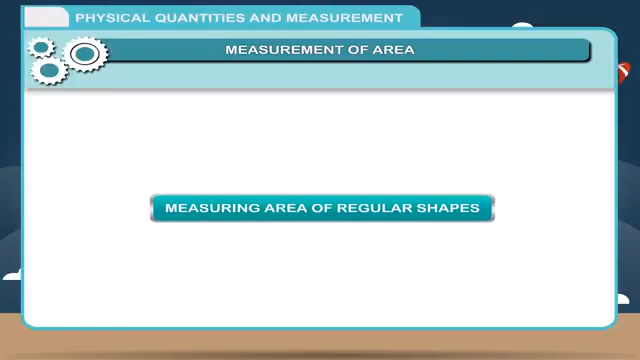 PHYSICAL QUANTITIES AND MEASUREMENT
MEASUREMENT OF AREA
MEASURING AREA OF REGULAR SHAPES